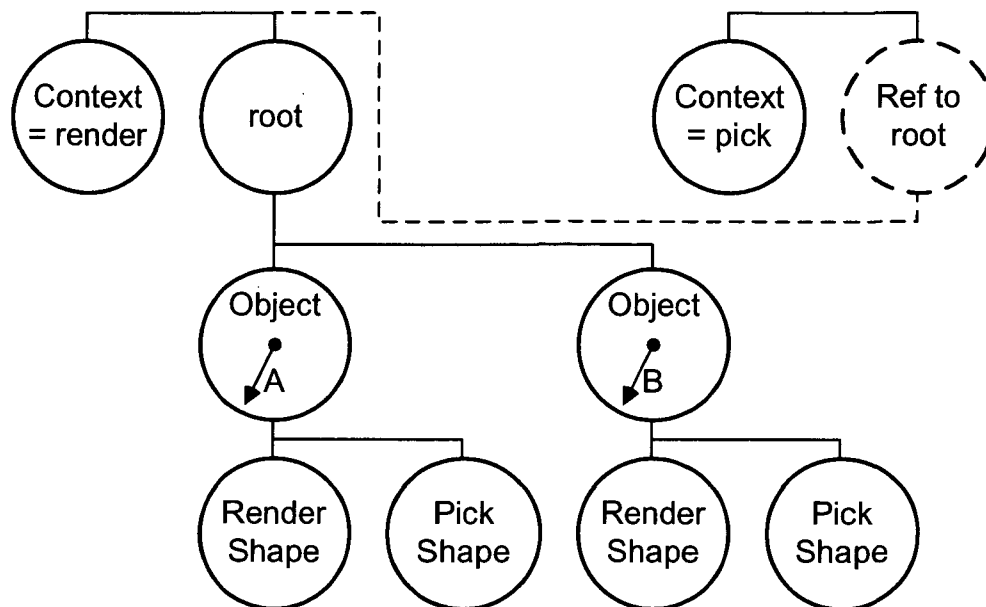 Context
= render
root
Context
= pick
Ref to
root
Object
A
Object
B
Render
Shape
Pick
Shape
Render
Shape
Pick
Shape